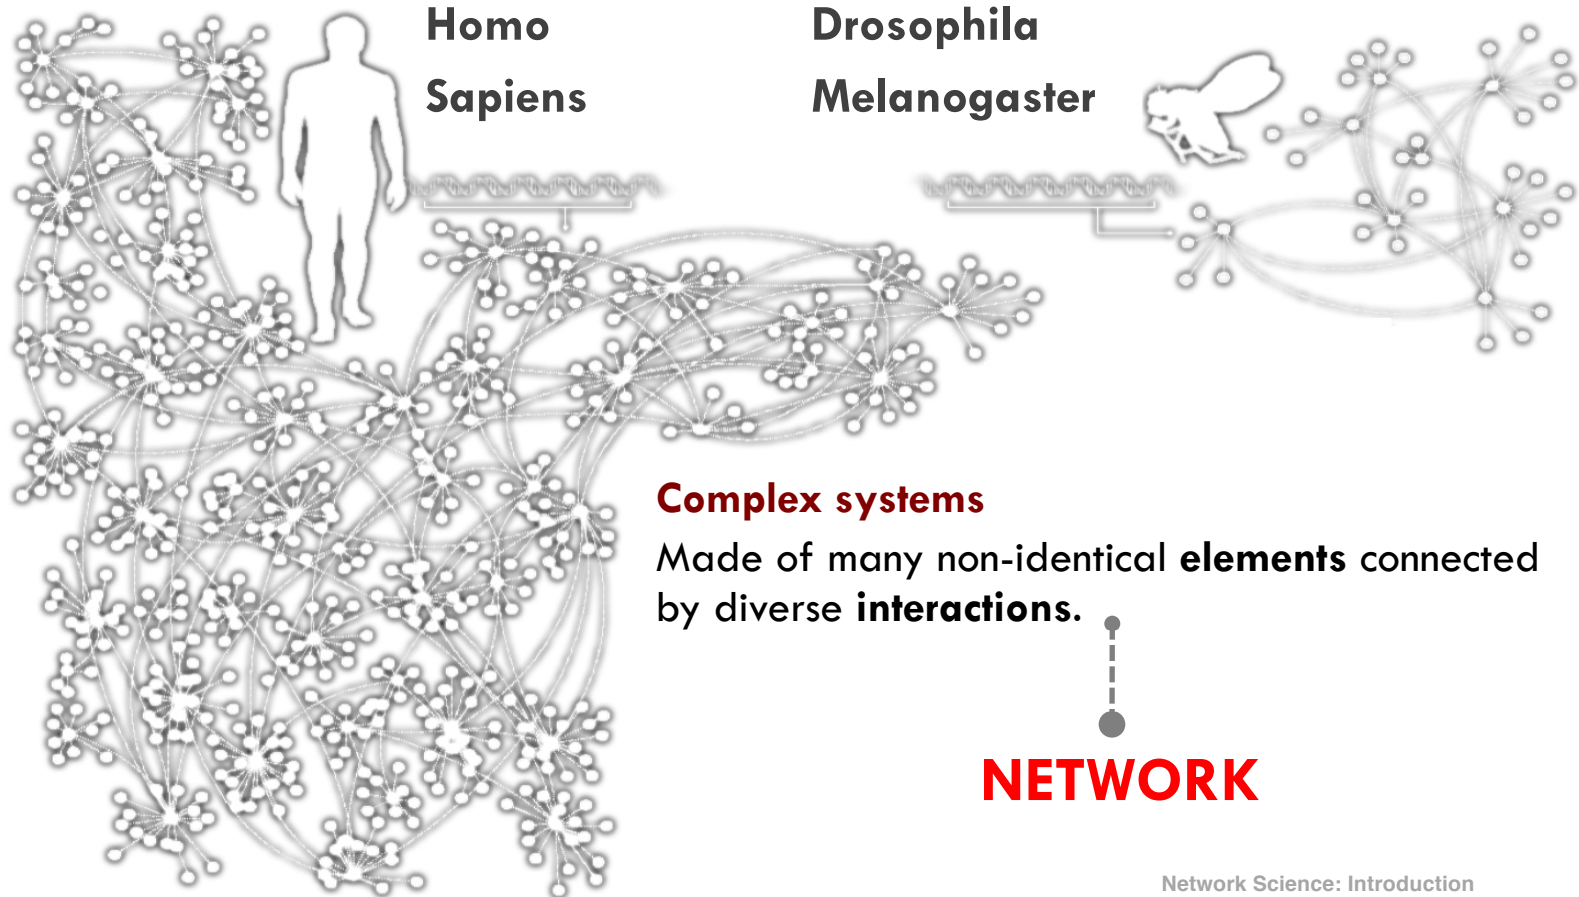 Homo
Sapiens
Drosophila
Melanogaster
Complex systems
Made of many non-identical elements connected
by diverse interactions.
NETWORK
Network Science: Introduction